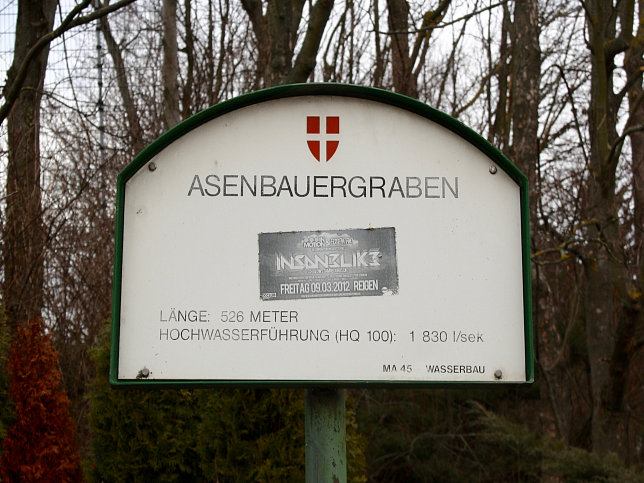 ASENBAUERGRABEN
MOTION
INSANBLIK3
FREITAG 09.03.2012 REIGEN
LÄNGE: 526 METER
HOCHWASSERFÜHRUNG (HQ 100): 1 830 l/sek
MA 45 WASSERBAU